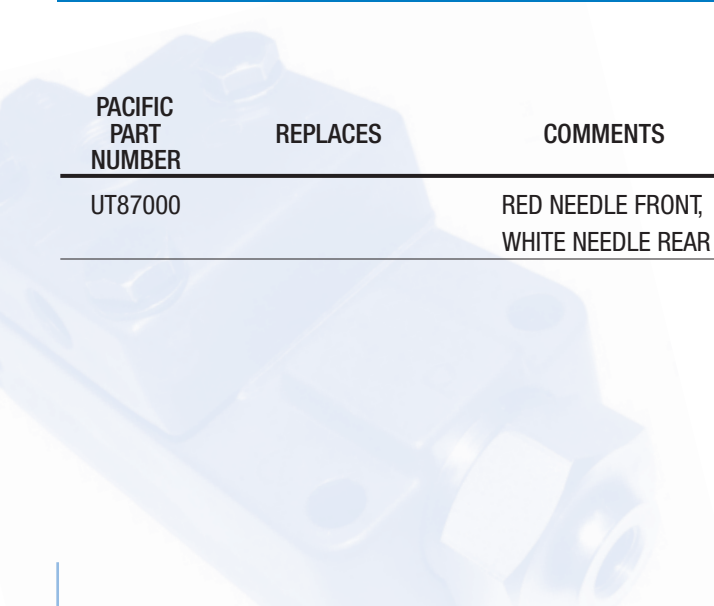 PACIFIC
PART
NUMBER
REPLACES
COMMENTS
UT87000
RED NEEDLE FRONT,
WHITE NEEDLE REAR